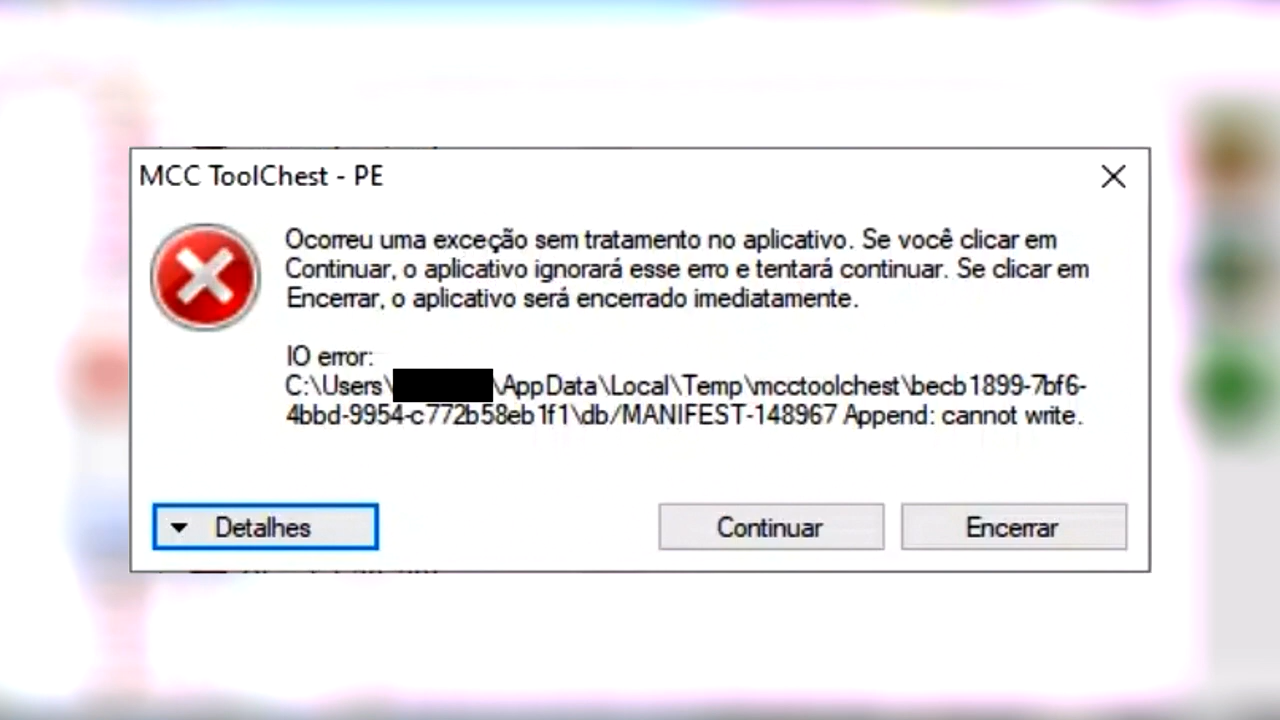 MCC ToolChest - PE
Ocorreu uma exceção sem tratamento no aplicativo. Se você clicar em
Continuar, o aplicativo ignorará esse erro e tentará continuar. Se clicar em
Encerrar, o aplicativo será encerrado imediatamente.
IO error:
C:\Users\ \AppData\Local\Temp\mcctoolchest\becb1899-7bf6-
4bbd-9954-c772b58eb1f1\db/MANIFEST-148967 Append: cannot write.
Detalhes
Continuar
Encerrar